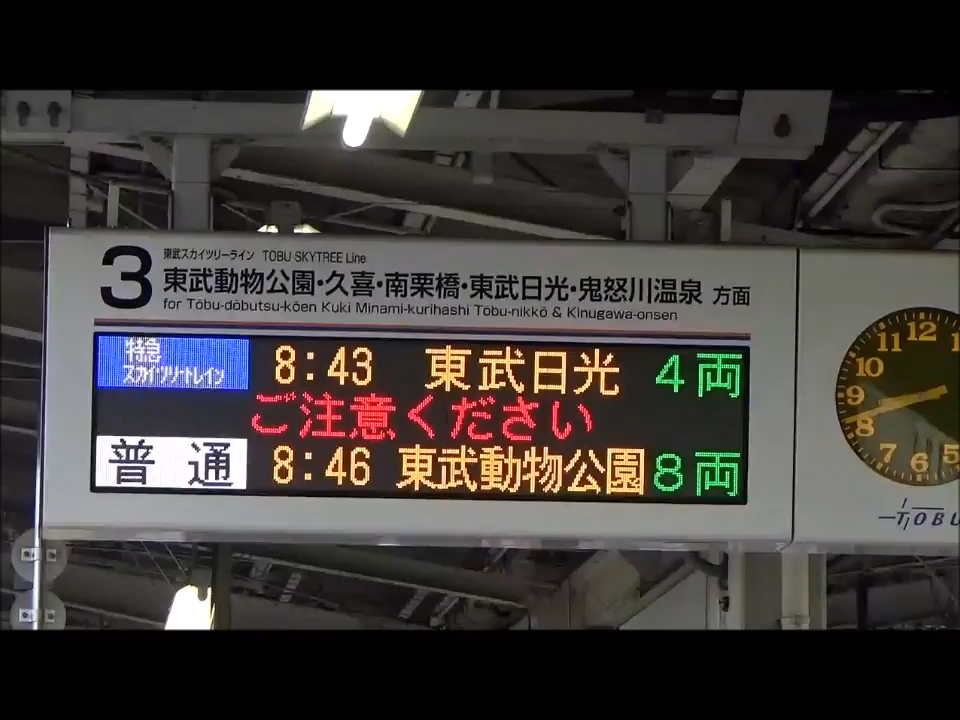 3
東武スカイツリーライン TOBU SKYTREE Line
東武動物公園・久喜・南栗橋・東武日光・鬼怒川温泉 方面
for Tōbu-dōbutsu-kōen Kuki Minami-kurihashi Tōbu-nikkō & Kinugawa-onsen
特急 スカイツリートレイン 8:43 東武日光 4両
ご注意ください
普通 8:46 東武動物公園 8両
12
11
10
9
8
7
6
5
TOBU